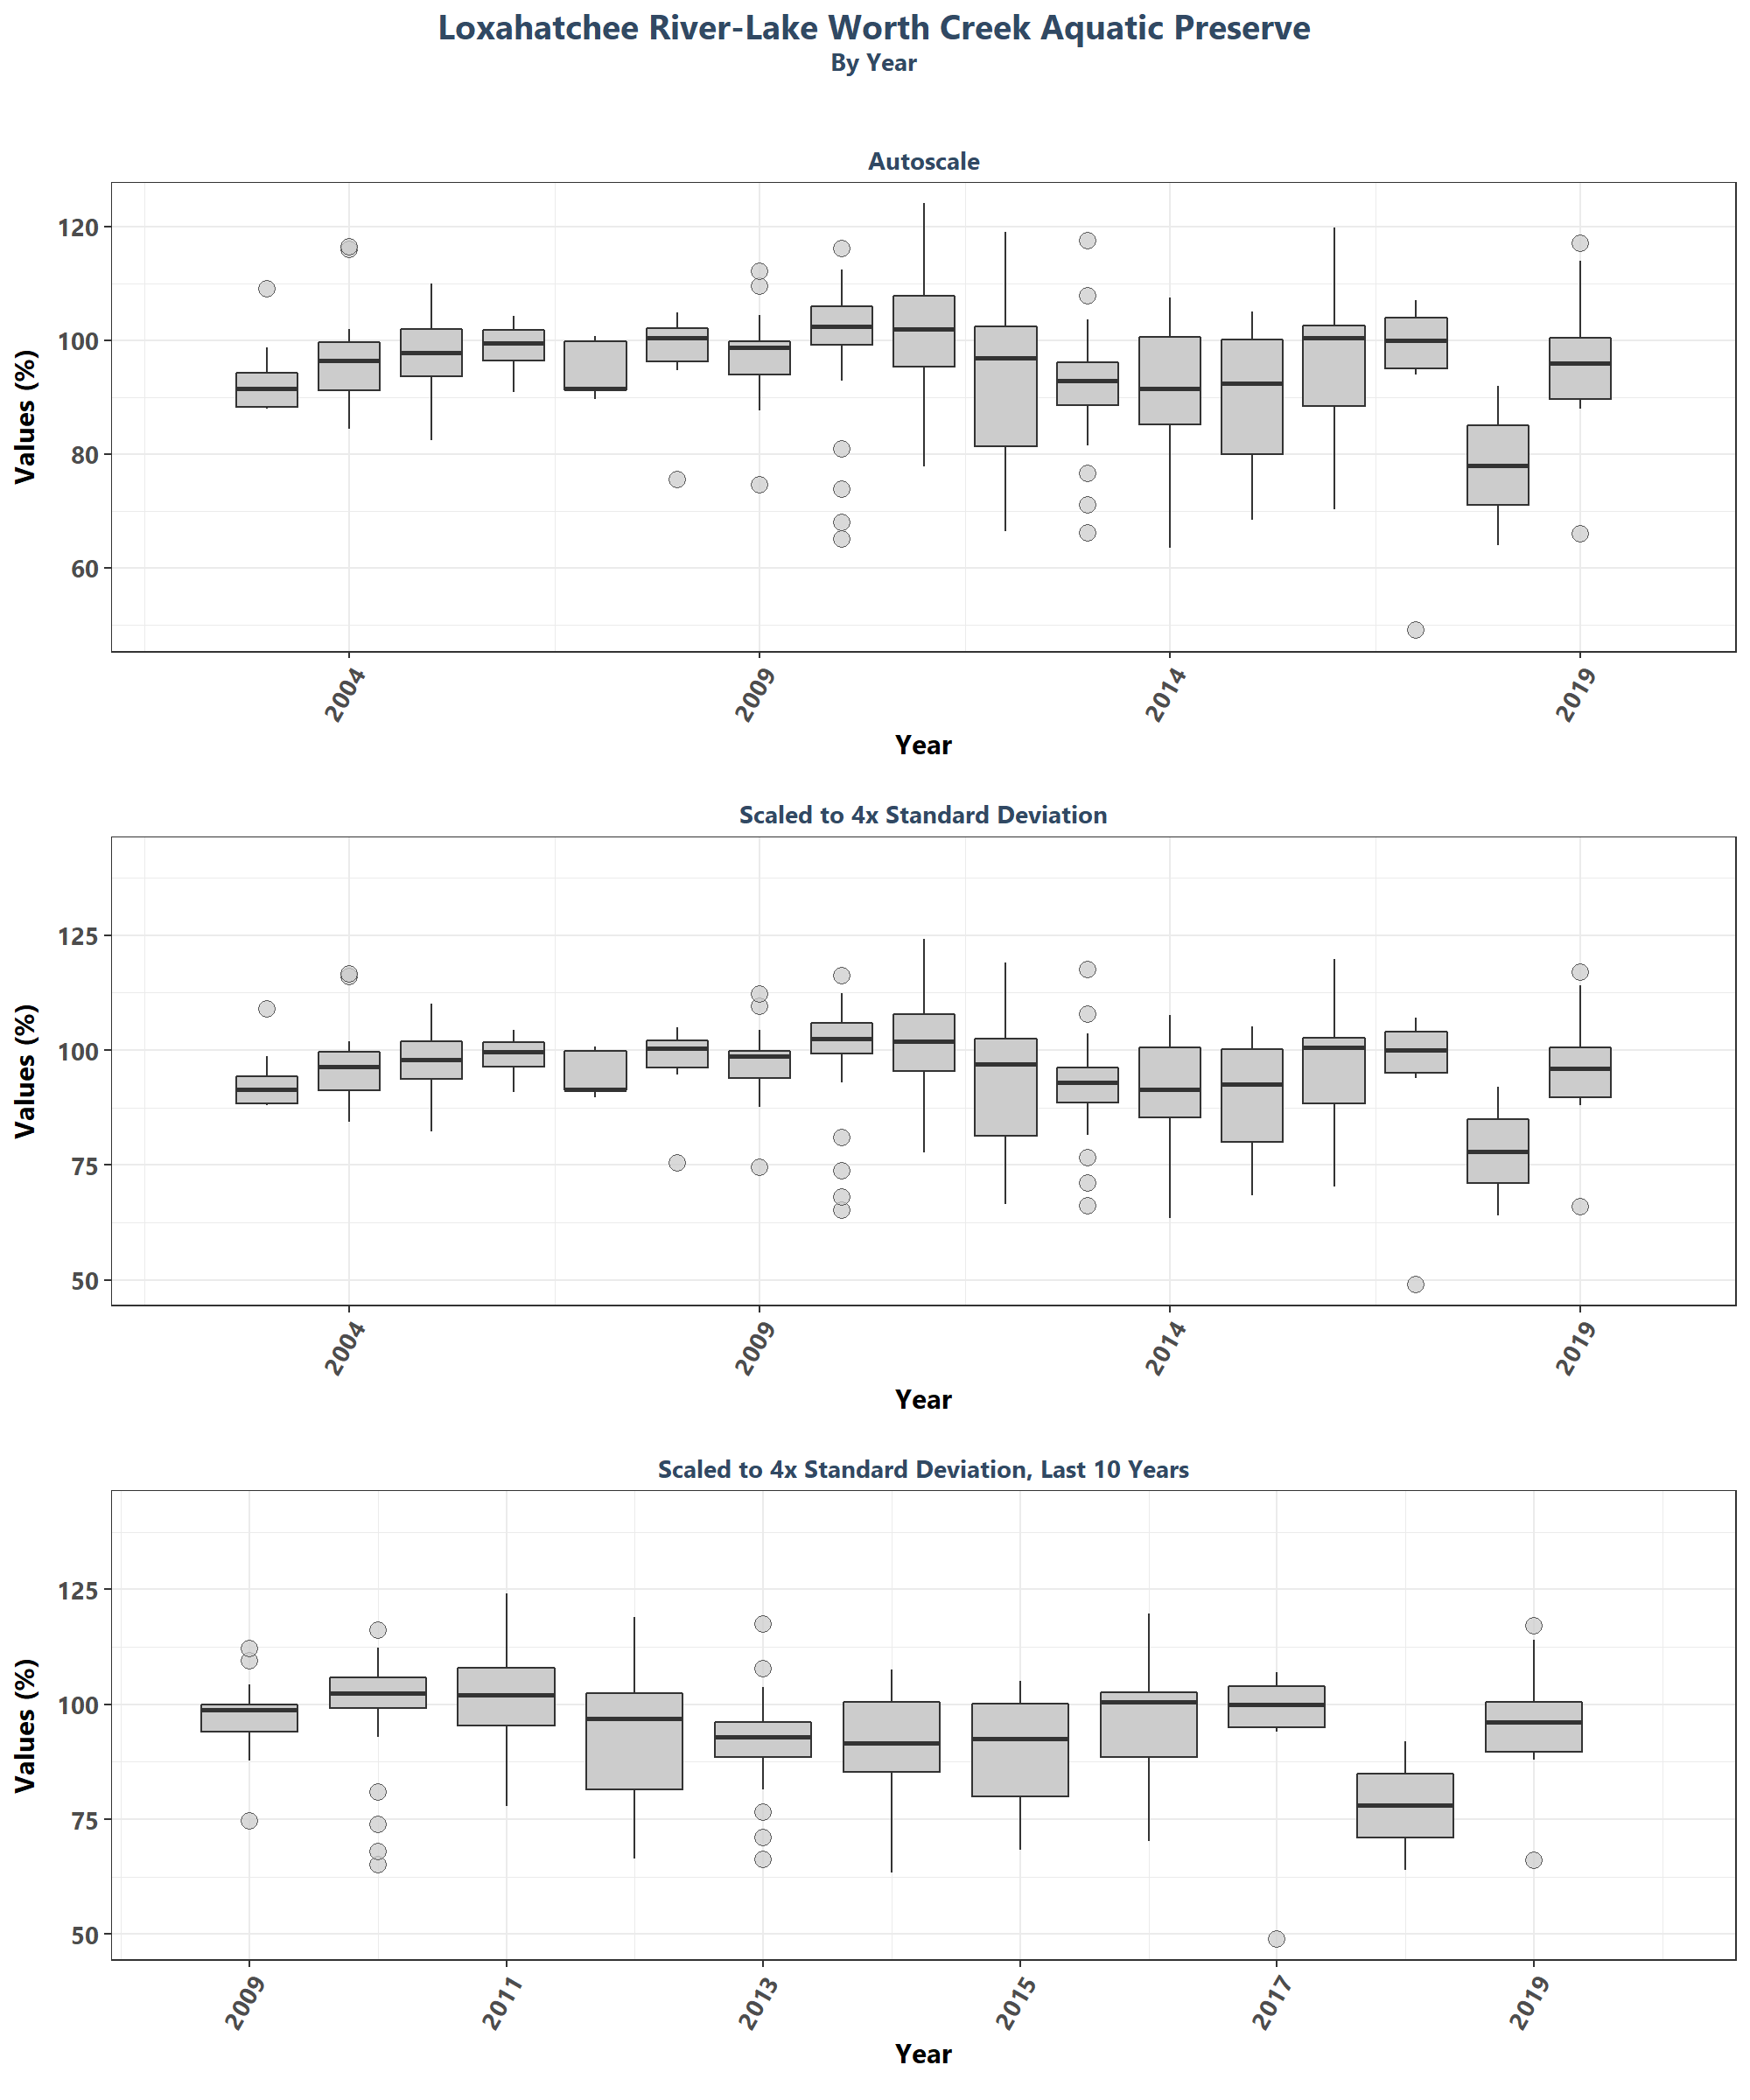 Loxahatchee River-Lake Worth Creek Aquatic Preserve
By Year
Autoscale
Values (%)
120
100
80
60
2004
2009
2014
2019
Year
Scaled to 4x Standard Deviation
Values (%)
125
100
75
50
2004
2009
2014
2019
Year
Scaled to 4x Standard Deviation, Last 10 Years
Values (%)
125
100
75
50
2009
2011
2013
2015
2017
2019
Year